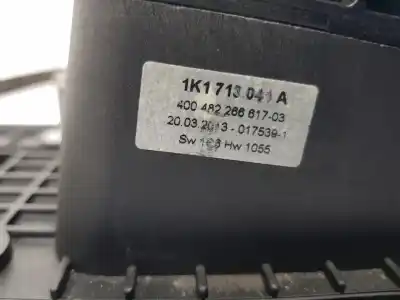 1K1 713 041 A
400 482 266 617-03
20.03.2013 - 017539-1
Sw Hw 1055